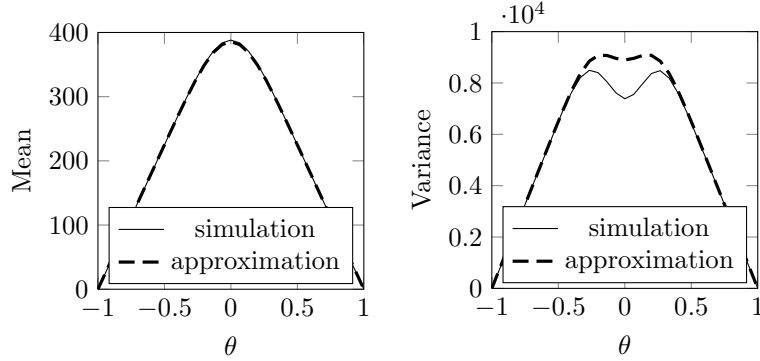 400
300
200
100
0
Mean
simulation
approximation
−1 −0.5 0 0.5 1
θ
·10⁴
1
0.8
0.6
0.4
0.2
0
Variance
simulation
approximation
−1 −0.5 0 0.5 1
θ